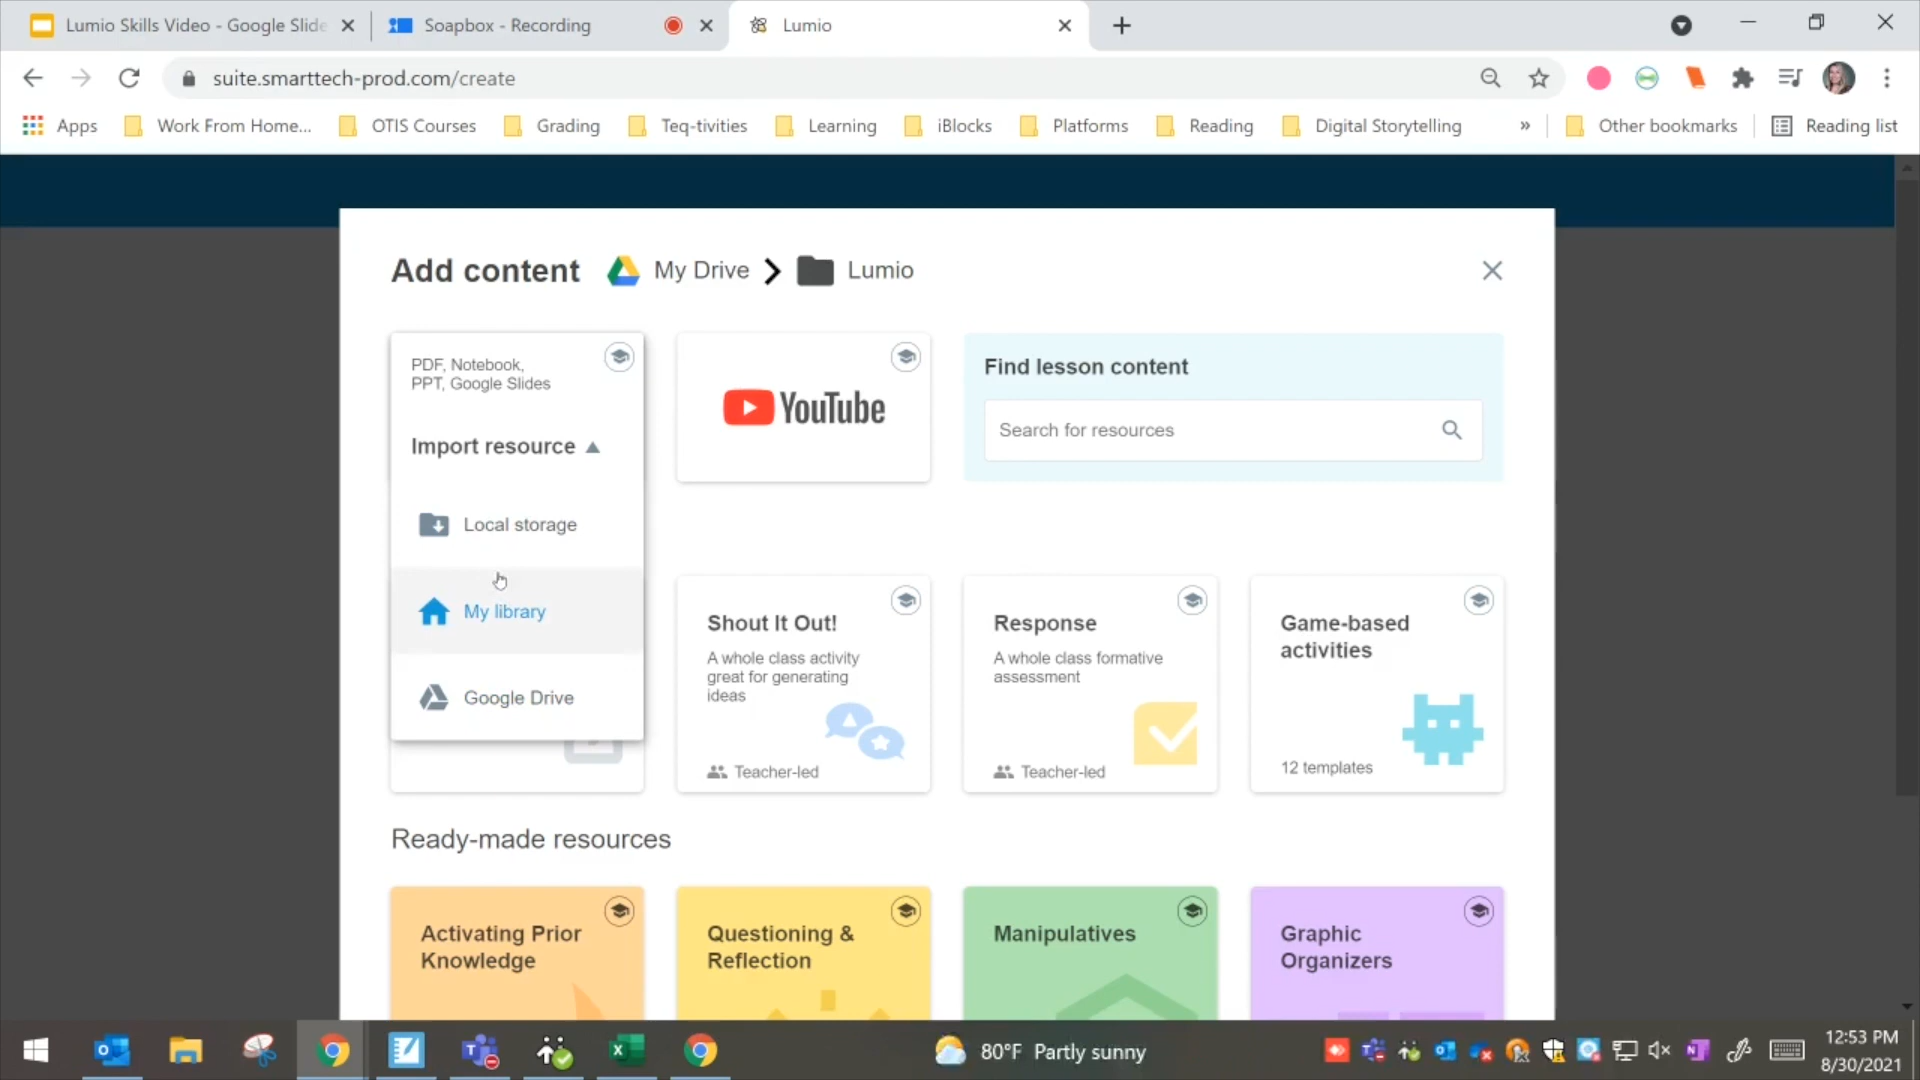 Lumio Skills Video - Google Slide
Soapbox - Recording
Lumio
suite.smarttech-prod.com/create
Apps
Work From Home...
OTIS Courses
Grading
Teq-tivities
Learning
iBlocks
Platforms
Reading
Digital Storytelling
»
Other bookmarks
Reading list
Add content
My Drive
Lumio
PDF, Notebook,
PPT, Google Slides
Import resource
Local storage
My library
Google Drive
YouTube
Find lesson content
Search for resources
Shout It Out!
A whole class activity
great for generating
ideas
Teacher-led
Response
A whole class formative
assessment
Teacher-led
Game-based
activities
12 templates
Ready-made resources
Activating Prior
Knowledge
Questioning &
Reflection
Manipulatives
Graphic
Organizers
80°F Partly sunny
12:53 PM
8/30/2021